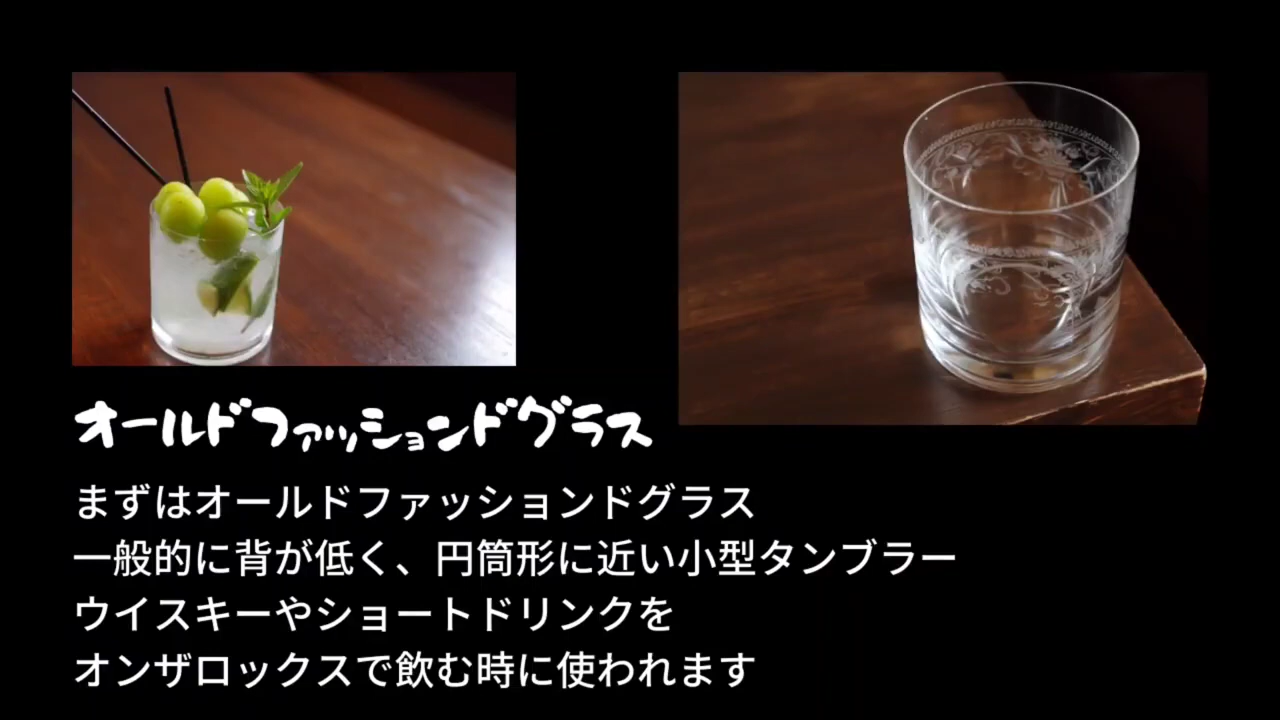 オールドファッションドグラス
まずはオールドファッションドグラス
一般的に背が低く、円筒形に近い小型タンブラー
ウイスキーやショートドリンクを
オンザロックスで飲む時に使われます